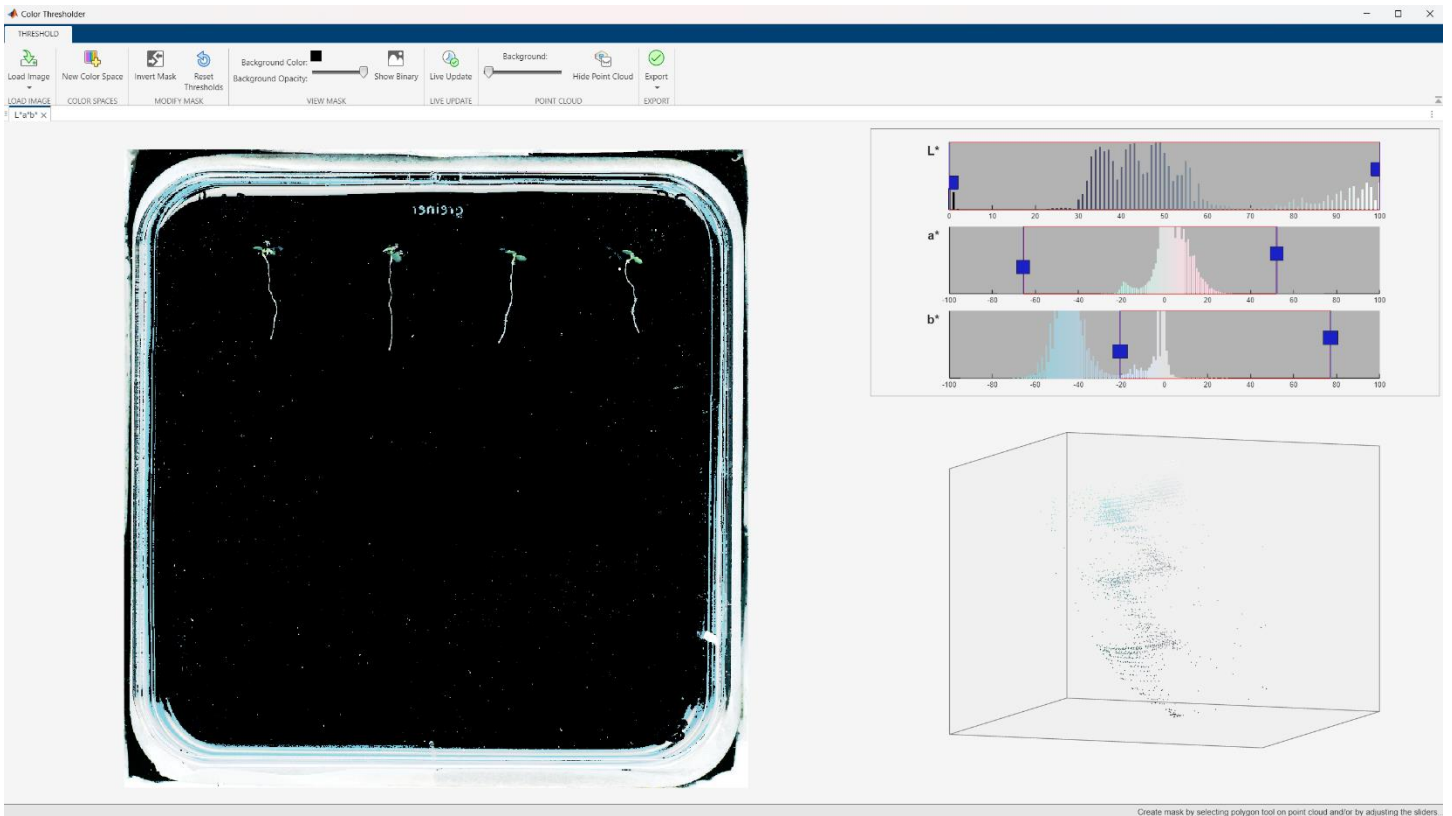 Color Thresholder
THRESHOLD
Load Image
New Color Space
Invert Mask
Reset
Thresholds
Background Color:
Background Opacity:
Show Binary
Live Update
Background:
Hide Point Cloud
Export
LOAD IMAGE
COLOR SPACES
MODIFY MASK
VIEW MASK
LIVE UPDATE
POINT CLOUD
EXPORT
L*a*b*
greiner
L*
0 10 20 30 40 50 60 70 80 90 100
a*
-100 -80 -60 -40 -20 0 20 40 60 80 100
b*
-100 -80 -60 -40 -20 0 20 40 60 80 100
Create mask by selecting polygon tool on point cloud and/or by adjusting the sliders.